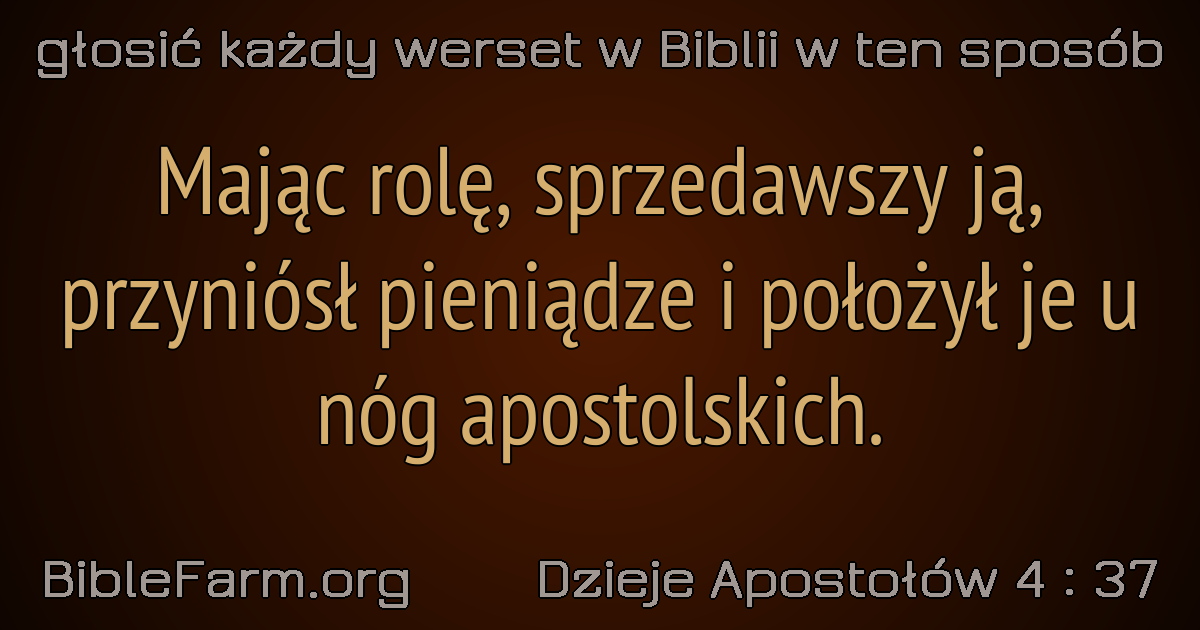 głosić każdy werset w Biblii w ten sposób
Mając rolę, sprzedawszy ją,
przyniósł pieniądze i położył je u
nóg apostolskich.
BibleFarm.org
Dzieje Apostołów 4 : 37